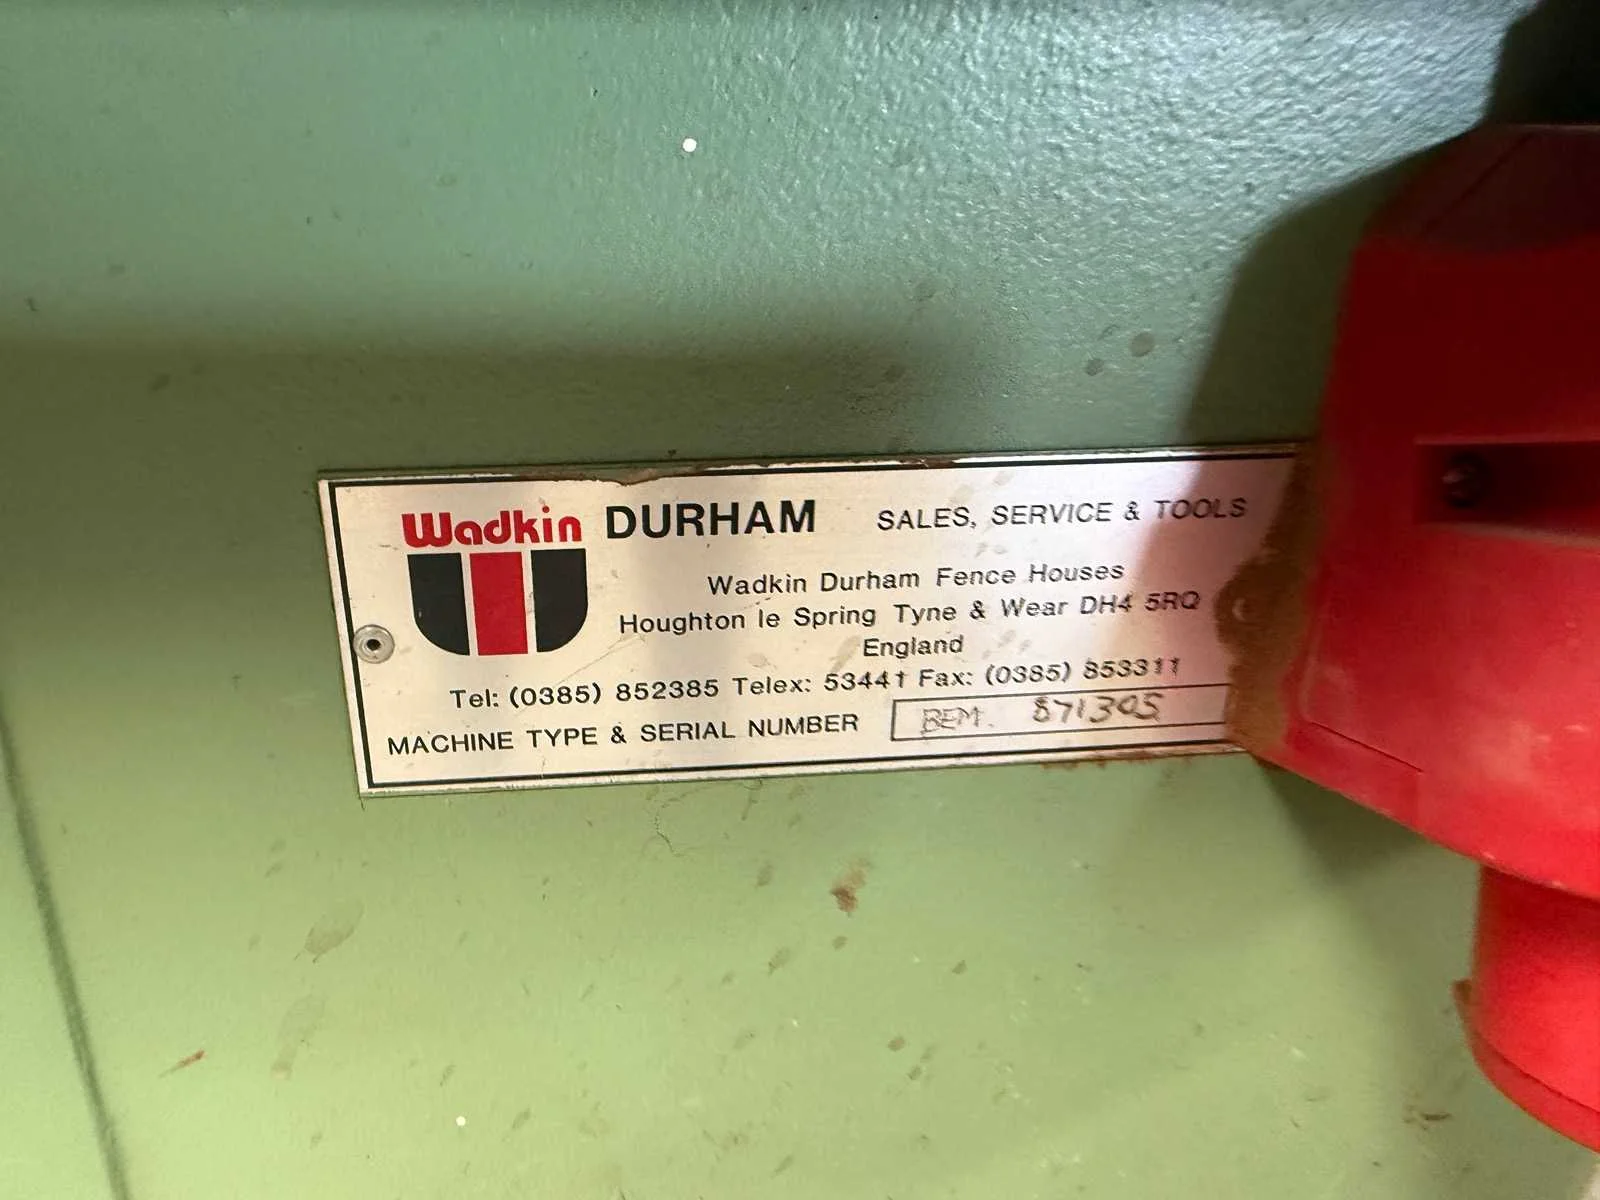 Wadkin DURHAM SALES, SERVICE & TOOLS
Wadkin Durham Fence Houses
Houghton le Spring Tyne & Wear DH4 5RQ
England
Tel: (0385) 852385 Telex: 53441 Fax: (0385) 853311
MACHINE TYPE & SERIAL NUMBER BEM. 871305